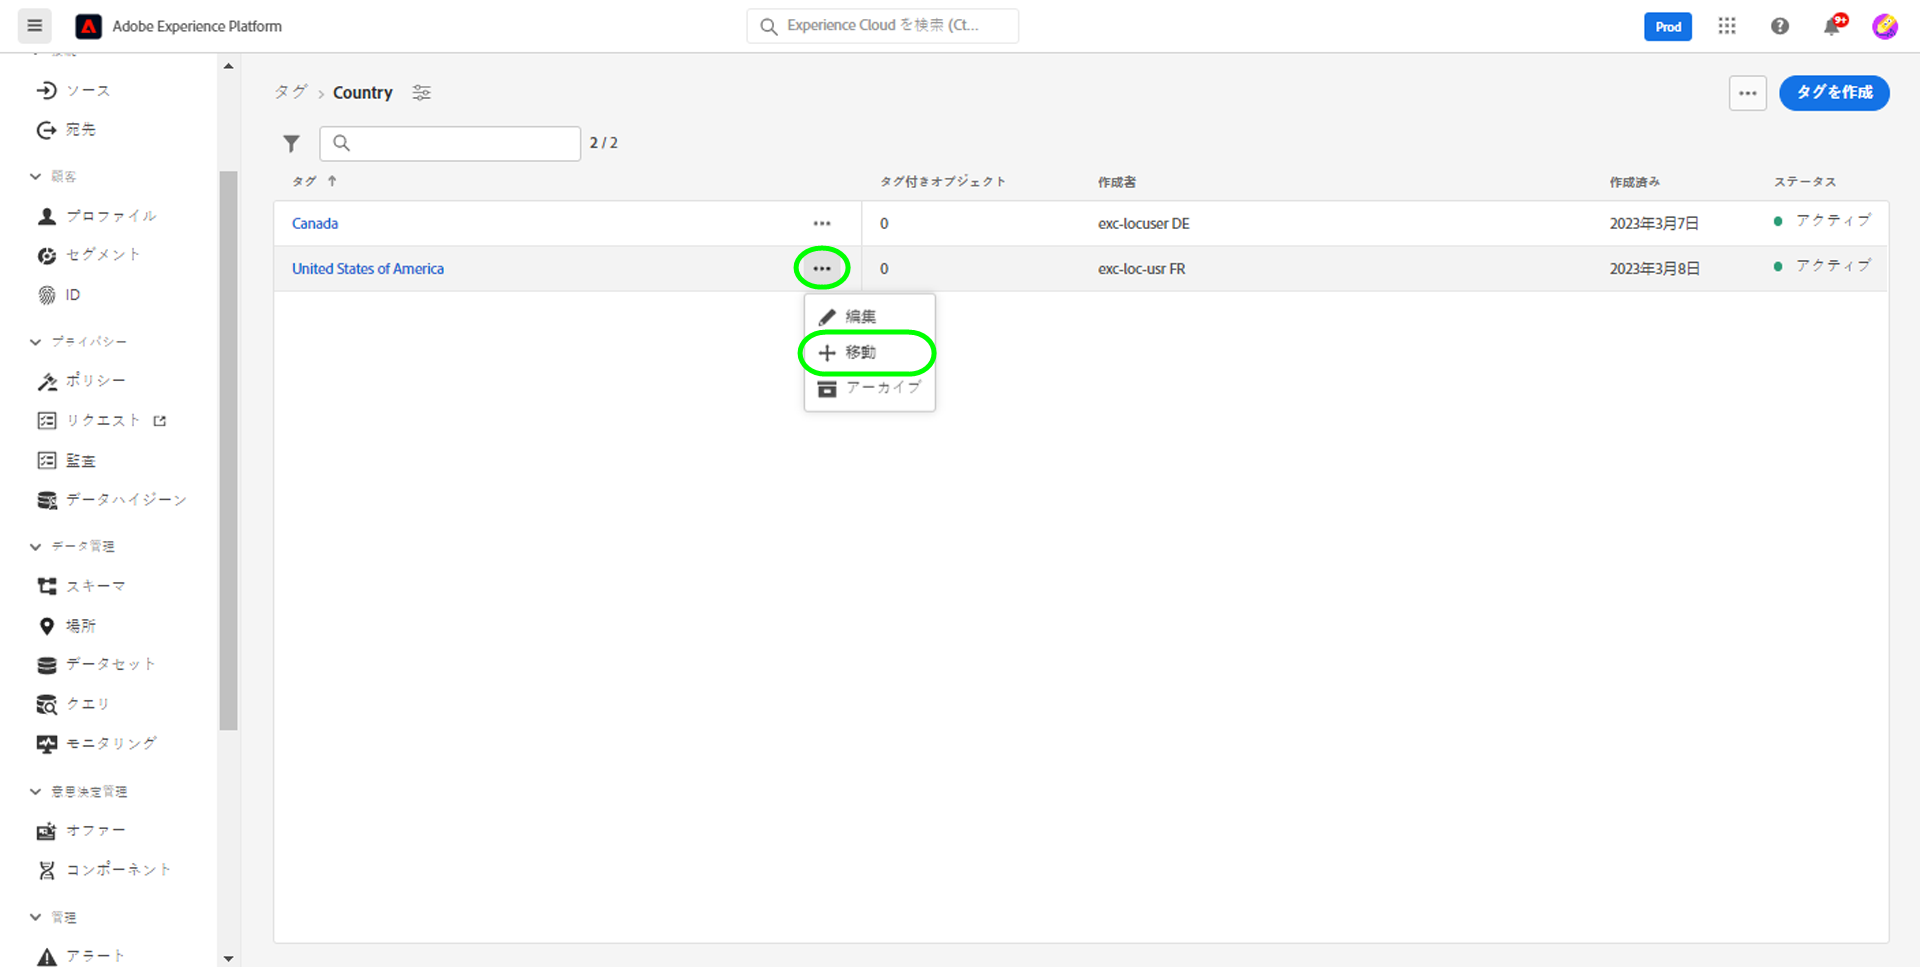 Adobe Experience Platform
Experience Cloud を検索 (Ct...
Prod
9+
ソース
宛先
顧客
プロファイル
セグメント
ID
プライバシー
ポリシー
リクエスト
監査
データハイジーン
データ管理
スキーマ
場所
データセット
クエリ
モニタリング
意思決定管理
オファー
コンポーネント
管理
アラート
タグ > Country
タグを作成
2 / 2
タグ ↑ タグ付きオブジェクト 作成者 作成済み ステータス
Canada 0 exc-locuser DE 2023年3月7日 アクティブ
United States of America 0 exc-loc-usr FR 2023年3月8日 アクティブ
編集
移動
アーカイブ